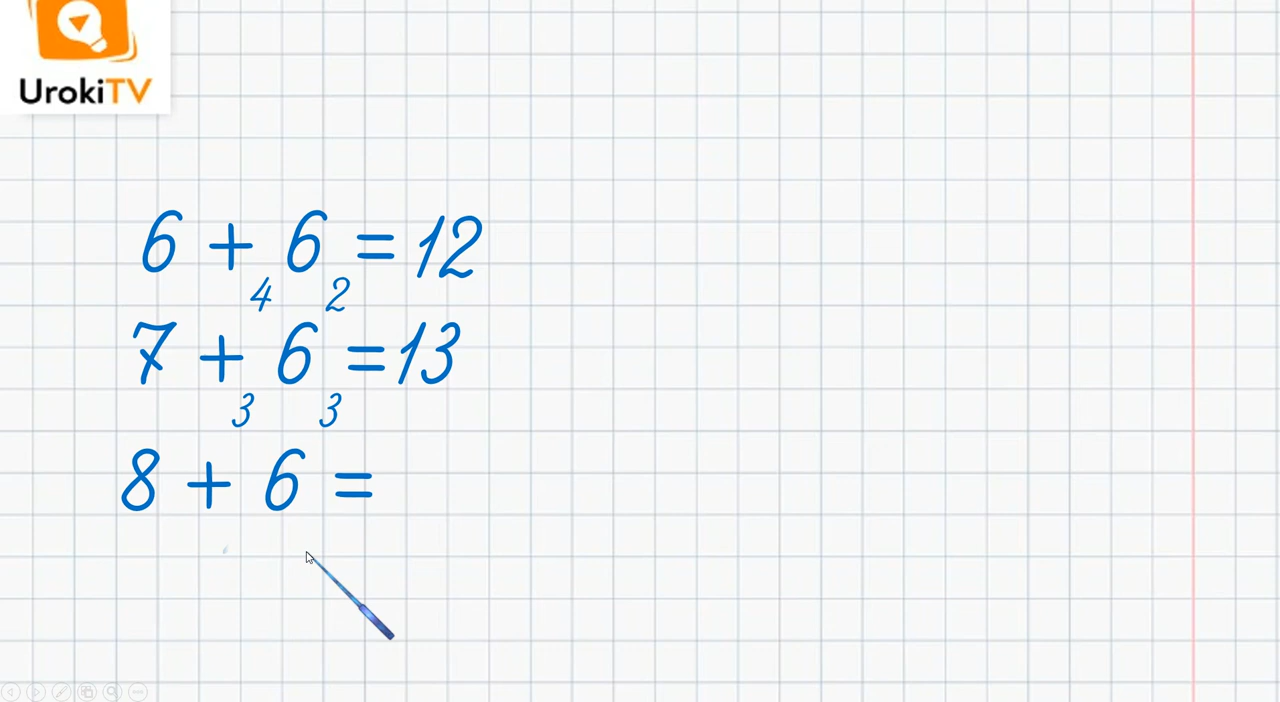 UrokiTV
6 + 6 = 12
4 2
7 + 6 = 13
3 3
8 + 6 =